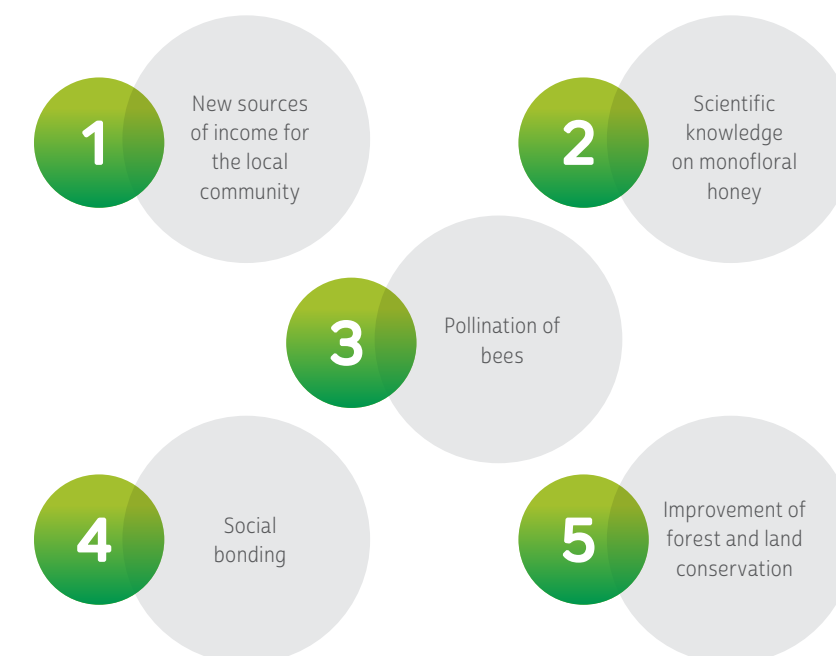 1
New sources
of income for
the local
community
2
Scientific
knowledge
on monofloral
honey
3
Pollination of
bees
4
Social
bonding
5
Improvement of
forest and land
conservation